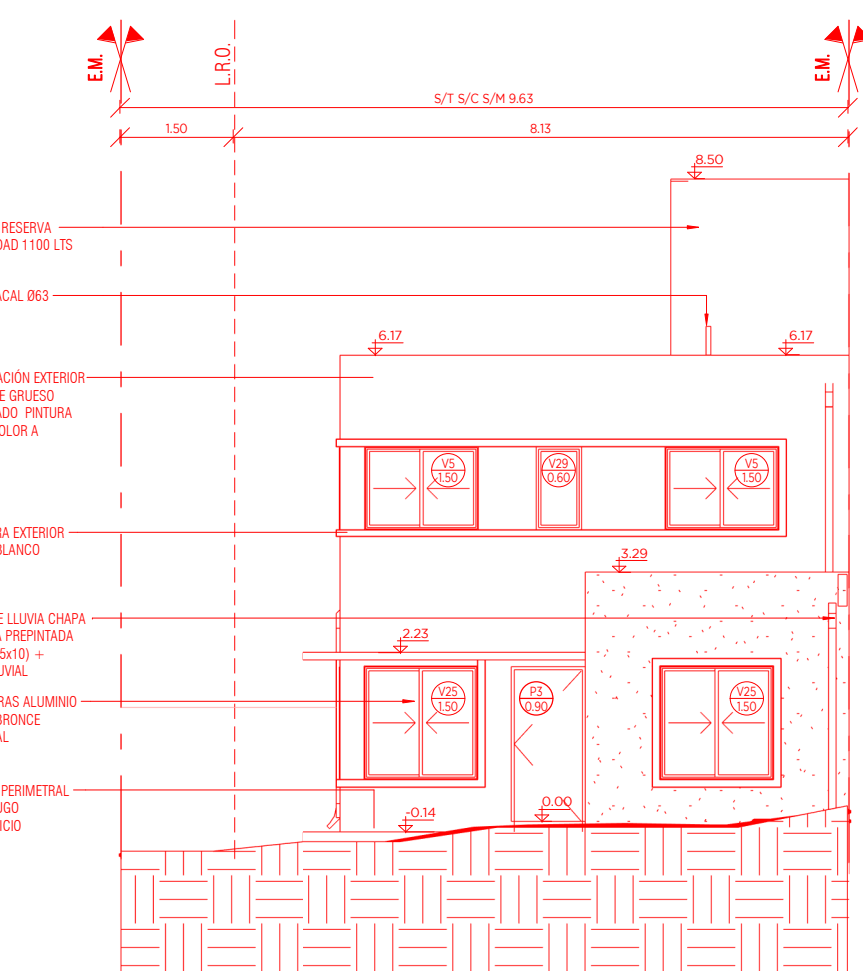 E.M.
L.R.O.
E.M.
S/T S/C S/M 9.63
1.50
8.13
8.50
RESERVA
DAD 1100 LTS
ACAL Ø63
6.17
6.17
ACIÓN EXTERIOR
E GRUESO
ADO PINTURA
OLOR A
V5
1.50
V29
0.60
V5
1.50
RA EXTERIOR
BLANCO
3.29
E LLUVIA CHAPA
A PREPINTADA
5x10) +
UVIAL
2.23
RAS ALUMINIO
BRONCE
AL
V25
1.50
P3
0.90
V25
1.50
PERIMETRAL
UGO
ICIO
-0.14
0.00